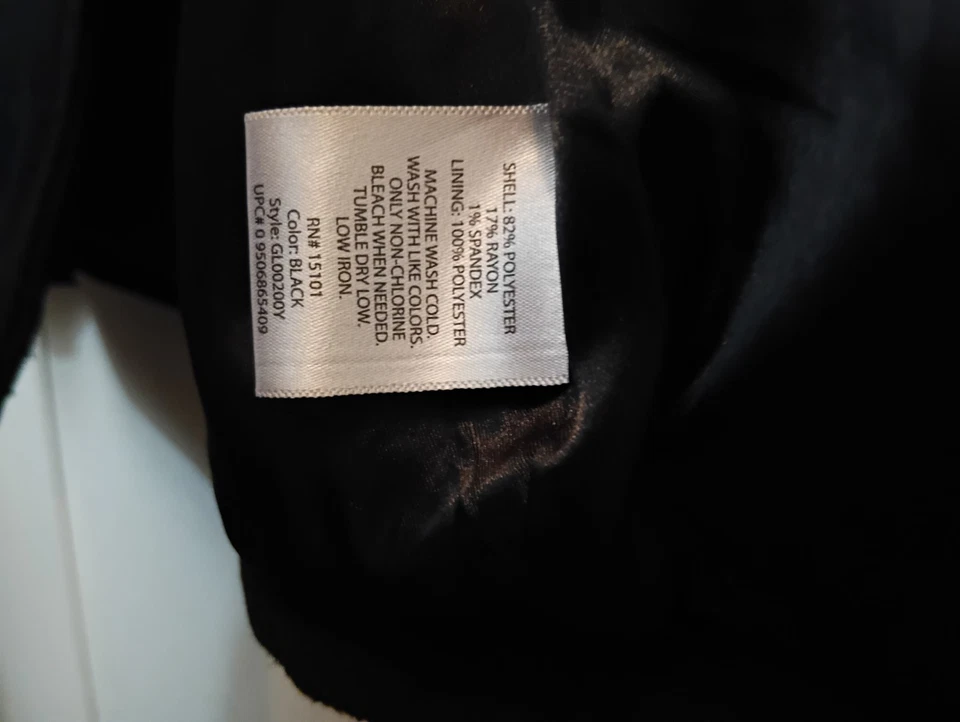 SHELL: 82% POLYESTER
17% RAYON
1% SPANDEX
LINING: 100% POLYESTER
MACHINE WASH COLD.
WASH WITH LIKE COLORS.
ONLY NON-CHLORINE
BLEACH WHEN NEEDED.
TUMBLE DRY LOW.
LOW IRON.
RN# 15101
Color: BLACK
Style: GL00200Y
UPC# 0 9506865409